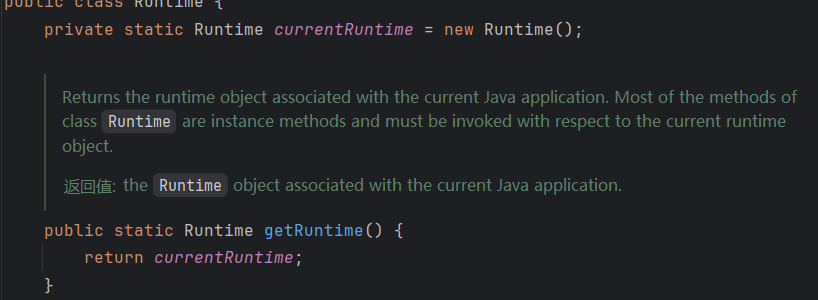 public class Runtime {
private static Runtime currentRuntime = new Runtime();
Returns the runtime object associated with the current Java application. Most of the methods of
class Runtime are instance methods and must be invoked with respect to the current runtime
object.
返回值: the Runtime object associated with the current Java application.
public static Runtime getRuntime() {
return currentRuntime;
}